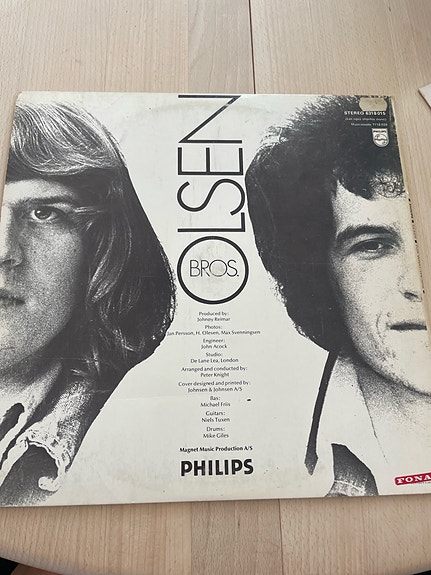 STEREO 6318 015
PHILIPS
OLSEN
BROS.
Produced by:
Johnny Reimar
Photos:
Jan Persson, H. Olesen, Max Svenningsen
Engineer:
John Acock
Studio:
De Lane Lea, London
Arranged and conducted by:
Peter Knight
Cover designed and printed by:
Johnsen & Johnsen A/S
Bas:
Michael Friis
Guitars:
Niels Tuxen
Drums:
Mike Giles
Magnet Music Production A/S
PHILIPS
FONA